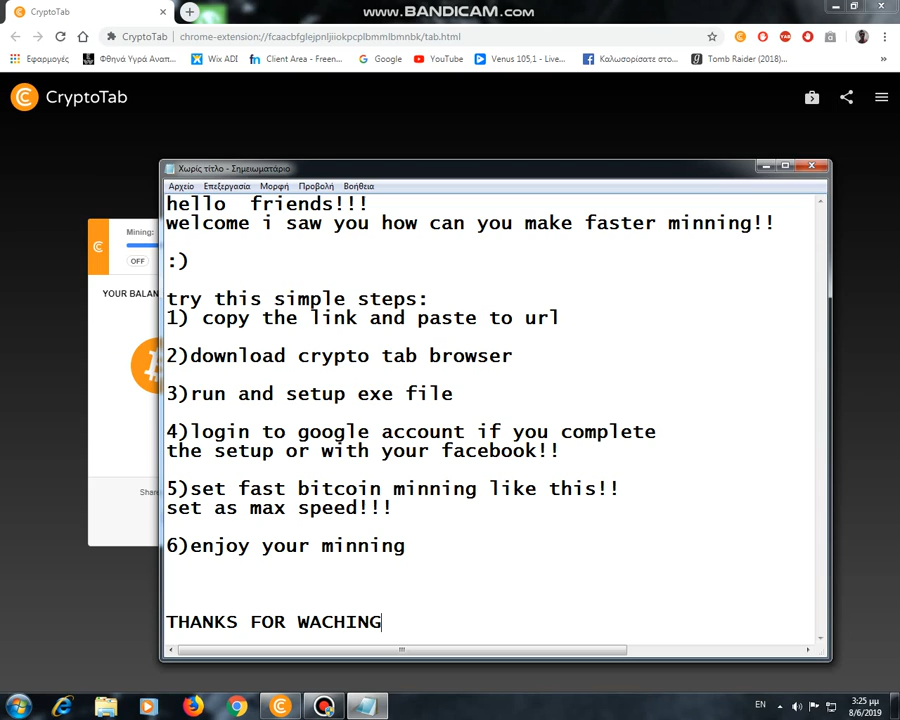 CryptoTab
www.BANDICAM.com
CryptoTab chrome-extension://fcaacbfglejpnljiiokpcplbmmlbmnbk/tab.html
Εφαρμογές Φθηνά Υγρά Αναπ... Wix ADI Client Area - Freen... Google YouTube Venus 105,1 - Live... Καλωσορίσατε στο... Tomb Raider (2018)... »
CryptoTab
Χωρίς τίτλο - Σημειωματάριο
Αρχείο Επεξεργασία Μορφή Προβολή Βοήθεια
hello friends!!!
welcome i saw you how can you make faster minning!!
:)
try this simple steps:
1) copy the link and paste to url
2)download crypto tab browser
3)run and setup exe file
4)login to google account if you complete
the setup or with your facebook!!
5)set fast bitcoin minning like this!!
set as max speed!!!
6)enjoy your minning
THANKS FOR WACHING
Mining:
OFF
YOUR BALAN
Share
EN
3:25 μμ
8/6/2019